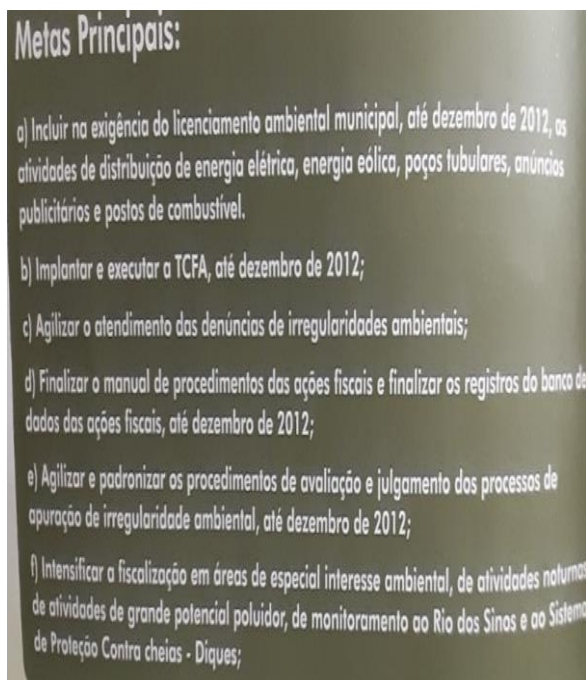 Metas Principais:
a) Incluir na exigência do licenciamento ambiental municipal, até dezembro de 2012, as
atividades de distribuição de energia elétrica, energia eólica, poços tubulares, anúncios
publicitários e postos de combustível.
b) Implantar e executar a TCFA, até dezembro de 2012;
c) Agilizar o atendimento das denúncias de irregularidades ambientais;
d) Finalizar o manual de procedimentos das ações fiscais e finalizar os registros do banco de
dados das ações fiscais, até dezembro de 2012;
e) Agilizar e padronizar os procedimentos de avaliação e julgamento dos processos de
apuração de irregularidade ambiental, até dezembro de 2012;
f) Intensificar a fiscalização em áreas de especial interesse ambiental, de atividades noturnas
de atividades de grande potencial poluidor, de monitoramento ao Rio dos Sinos e ao Sistema
de Proteção Contra cheias - Diques;